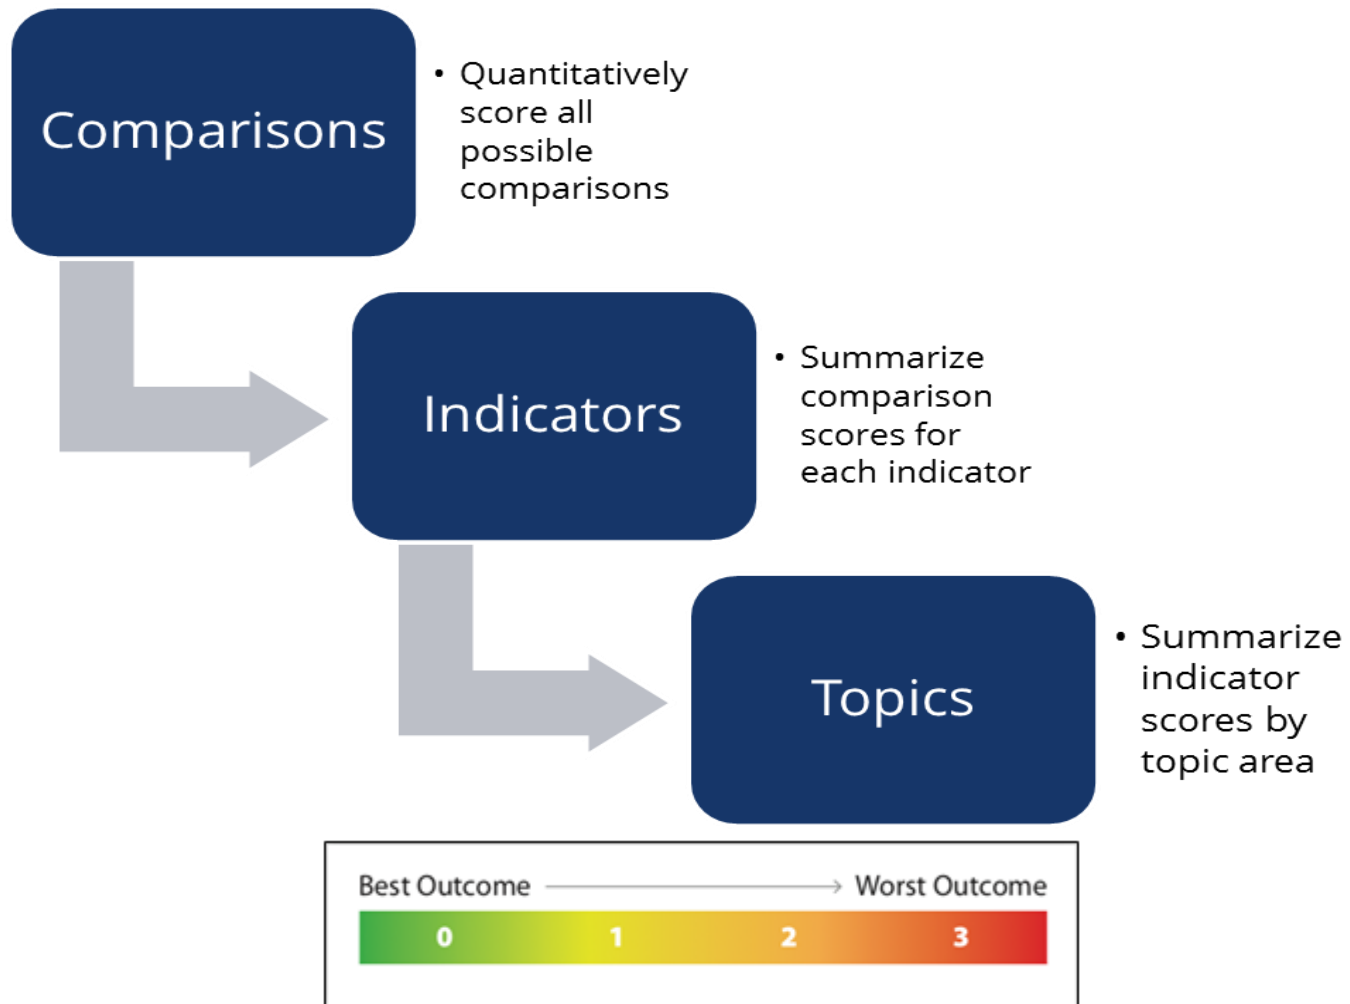 Comparisons
• Quantitatively
score all
possible
comparisons
Indicators
• Summarize
comparison
scores for
each indicator
Topics
• Summarize
indicator
scores by
topic area
Best Outcome Worst Outcome
0 1 2 3